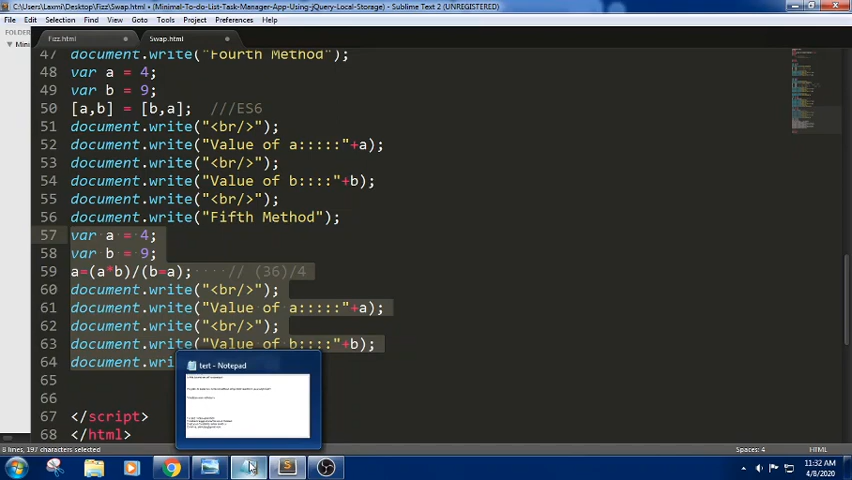 C:\Users\Laxmi\Desktop\Fizz\Swap.html • (Minimal-To-do-List-Task-Manager-App-Using-jQuery-Local-Storage) - Sublime Text 2 (UNREGISTERED)
File Edit Selection Find View Goto Tools Project Preferences Help
Fizz.html Swap.html
Mini
47 document.write("Fourth Method");
48 var a = 4;
49 var b = 9;
50 [a,b] = [b,a]; ///ES6
51 document.write("<br/>");
52 document.write("Value of a:::::"+a);
53 document.write("<br/>");
54 document.write("Value of b::::"+b);
55 document.write("<br/>");
56 document.write("Fifth Method");
57 var a = 4;
58 var b = 9;
59 a=(a*b)/(b=a); // (36)/4
60 document.write("<br/>");
61 document.write("Value of a:::::"+a);
62 document.write("<br/>");
63 document.write("Value of b::::"+b);
64 document.wri
tert - Notepad
65
66
67 </script>
68 </html>
8 lines, 197 characters selected Spaces: 4 HTML
11:32 AM
4/8/2020